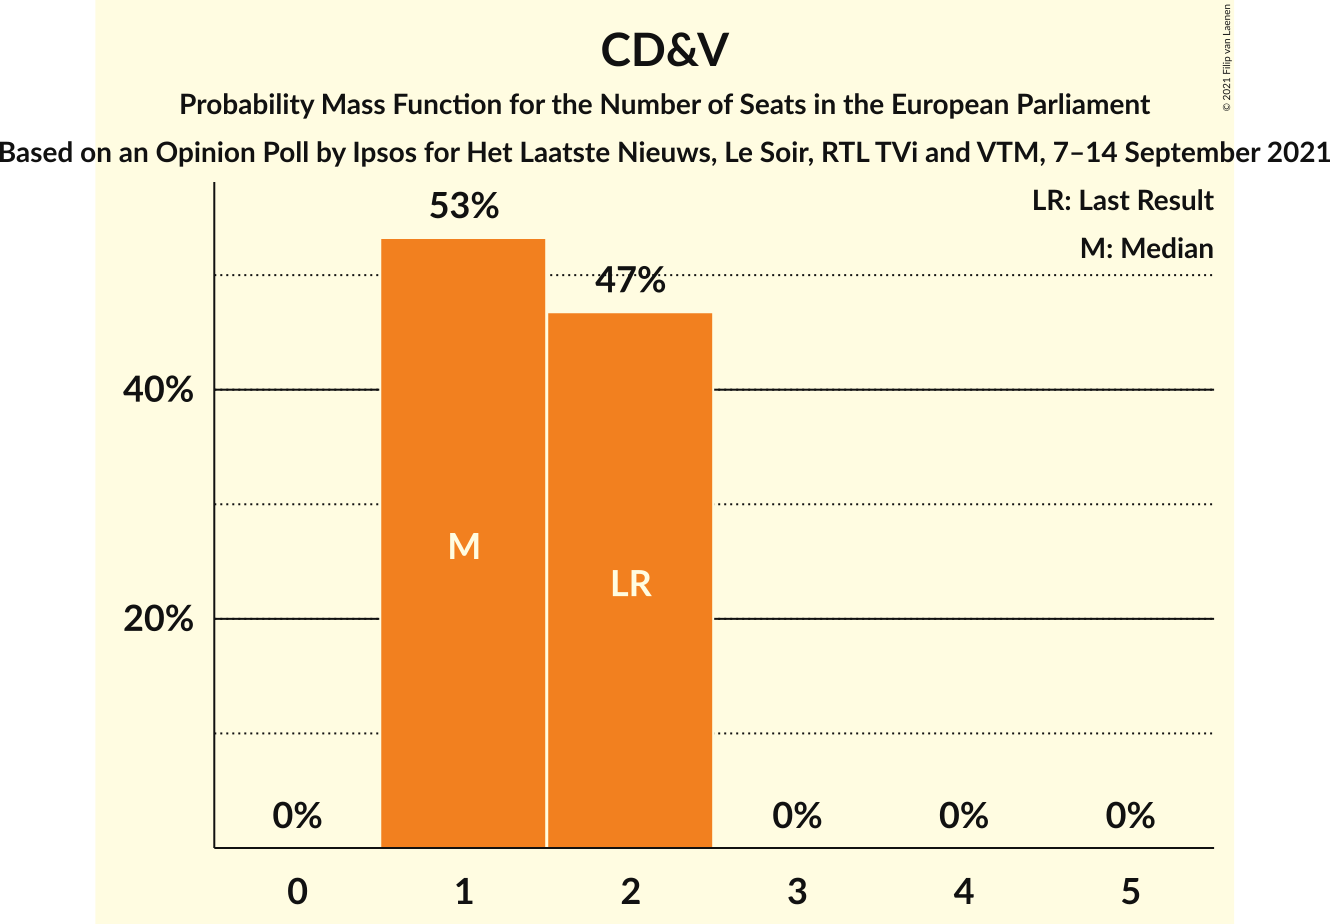 CD&V
Probability Mass Function for the Number of Seats in the European Parliament
Based on an Opinion Poll by Ipsos for Het Laatste Nieuws, Le Soir, RTL TVi and VTM, 7–14 September 2021
© 2021 Filip van Laenen
LR: Last Result
M: Median
53%
47%
40%
M
LR
20%
0%
0%
0%
0%
0 1 2 3 4 5